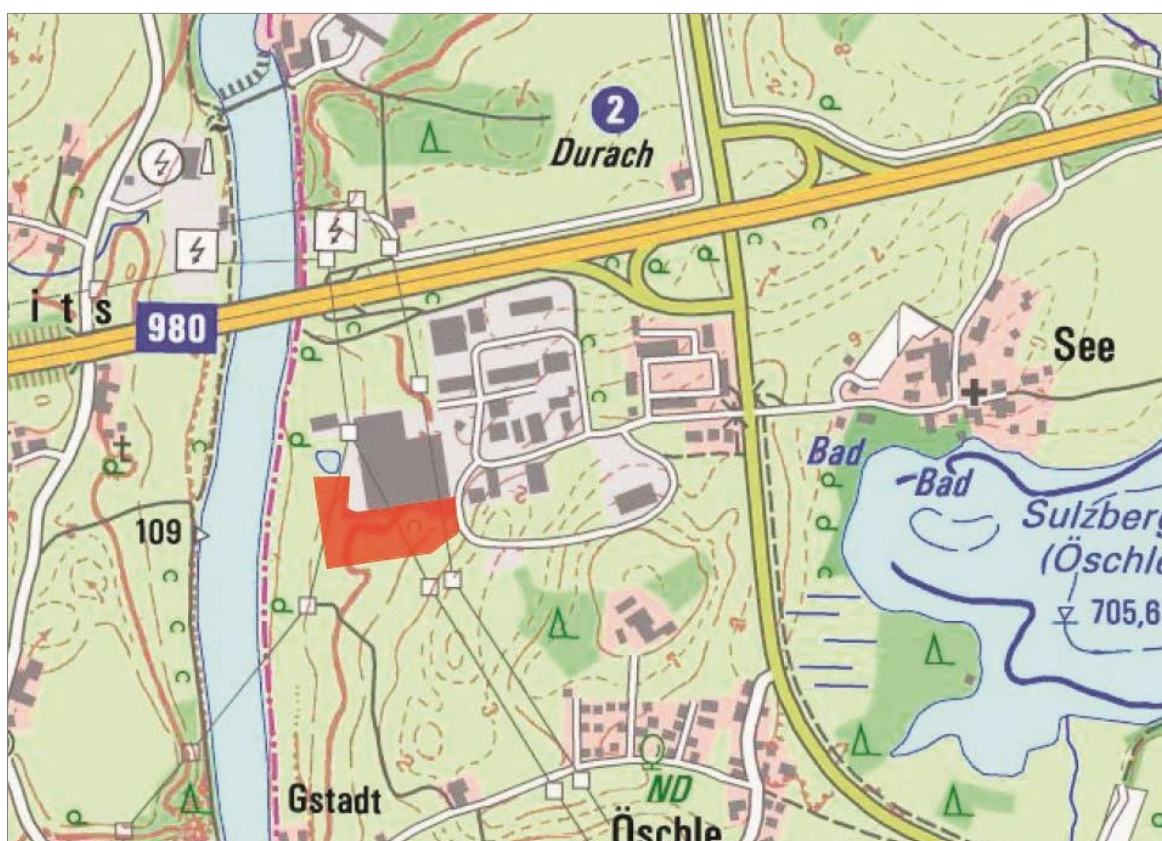 2
Durach
i t s
980
See
Bad
Bad
109
Sulzberg
(Öschle
705,6
ND
Gstadt
Öschle